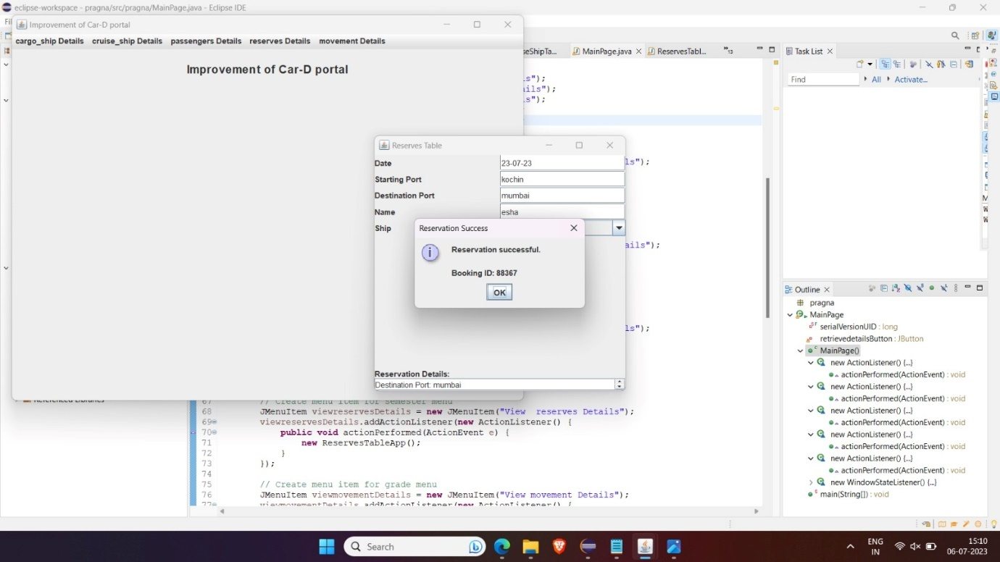 eclipse-workspace - pragna/src/pragna/MainPage.java - Eclipse IDE
Improvement of Car-D portal
cargo_ship Details cruise_ship Details passengers Details reserves Details movement Details
Improvement of Car-D portal
seShipTa... MainPage.java ReservesTabl... »13
s");
ils");
s");
ls");
ails");
ls");
Reserves Table
Date 23-07-23
Starting Port kochin
Destination Port mumbai
Name esha
Ship
Reservation Success
Reservation successful.
Booking ID: 88367
OK
Reservation Details:
Destination Port: mumbai
67 // Create menu item for semester menu
68 JMenuItem viewreservesDetails = new JMenuItem("View  reserves Details");
69 viewreservesDetails.addActionListener(new ActionListener() {
70 public void actionPerformed(ActionEvent e) {
71 new ReservesTableApp();
72 }
73 });
74
75 // Create menu item for grade menu
76 JMenuItem viewmovementDetails = new JMenuItem("View movement Details");
77 viewmovementDetails.addActionListener(new ActionListener() {
Task List
Find All Activate...
Outline
pragna
MainPage
serialVersionUID : long
retrievedetailsButton : JButton
MainPage()
new ActionListener() {...}
actionPerformed(ActionEvent) : void
new ActionListener() {...}
actionPerformed(ActionEvent) : void
new ActionListener() {...}
actionPerformed(ActionEvent) : void
new ActionListener() {...}
actionPerformed(ActionEvent) : void
new ActionListener() {...}
actionPerformed(ActionEvent) : void
new WindowStateListener() {...}
main(String[]) : void
Referenced Libraries
Search
ENG
IN
15:10
06-07-2023